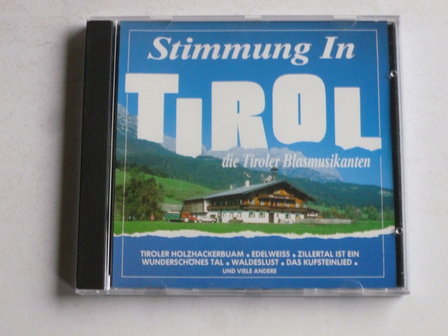 Stimmung In
TIROL
die Tiroler Blasmusikanten
TIROLER HOLZHACKERBUAM • EDELWEISS • ZILLERTAL IST EIN
WUNDERSCHÖNES TAL • WALDESLUST • DAS KUFSTEINLIED •
UND VIELE ANDERE